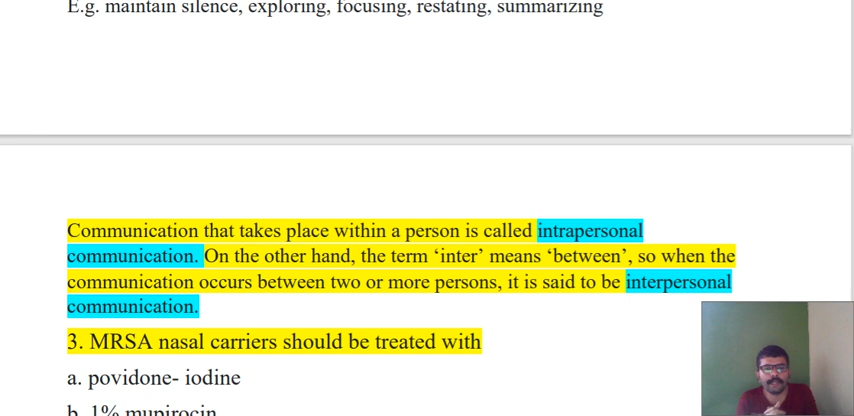 E.g. maintain silence, exploring, focusing, restating, summarizing
Communication that takes place within a person is called intrapersonal
communication. On the other hand, the term ‘inter’ means ‘between’, so when the
communication occurs between two or more persons, it is said to be interpersonal
communication.
3. MRSA nasal carriers should be treated with
a. povidone- iodine
b. 1% mupirocin